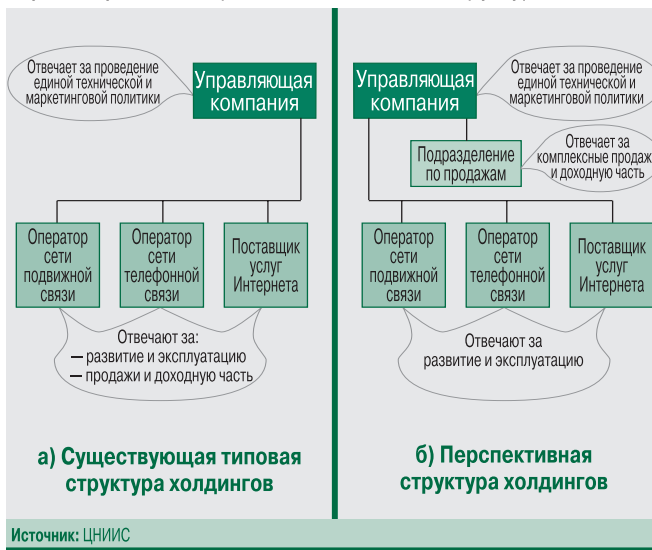 Отвечает за проведение
единой технической и
маркетинговой политики
Управляющая
компания
Оператор
сети
подвижной
связи
Оператор
сети
телефонной
связи
Поставщик
услуг
Интернета
Отвечают за:
— развитие и эксплуатацию
— продажи и доходную часть
а) Существующая типовая
структура холдингов
Управляющая
компания
Отвечает за проведение
единой технической и
маркетинговой политики
Подразделение
по продажам
Отвечает за
комплексные продаж
и доходную часть
Оператор
сети
подвижной
связи
Оператор
сети
телефонной
связи
Поставщик
услуг
Интернета
Отвечают за
развитие и эксплуатацию
б) Перспективная
структура холдингов
Источник: ЦНИИС